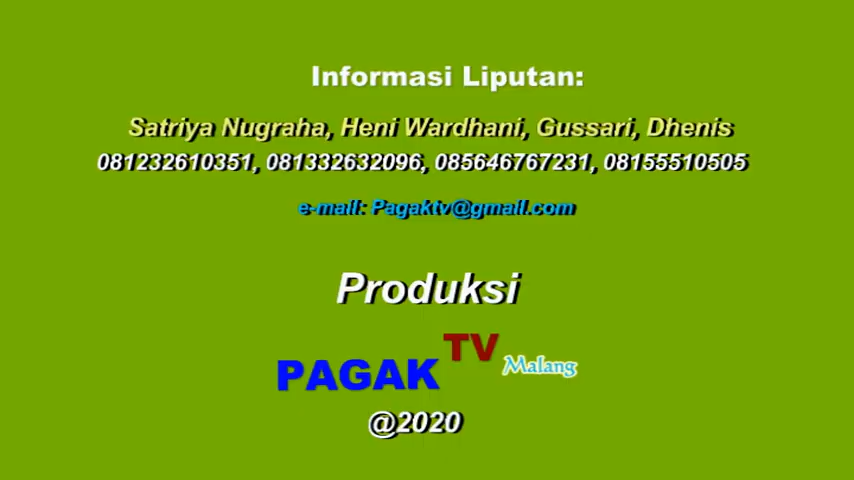 Informasi Liputan:
Satriya Nugraha, Heni Wardhani, Gussari, Dhenis
081232610351, 081332632096, 085646767231, 08155510505
e-mail: Pagaktv@gmail.com
Produksi
PAGAK TV Malang
@2020